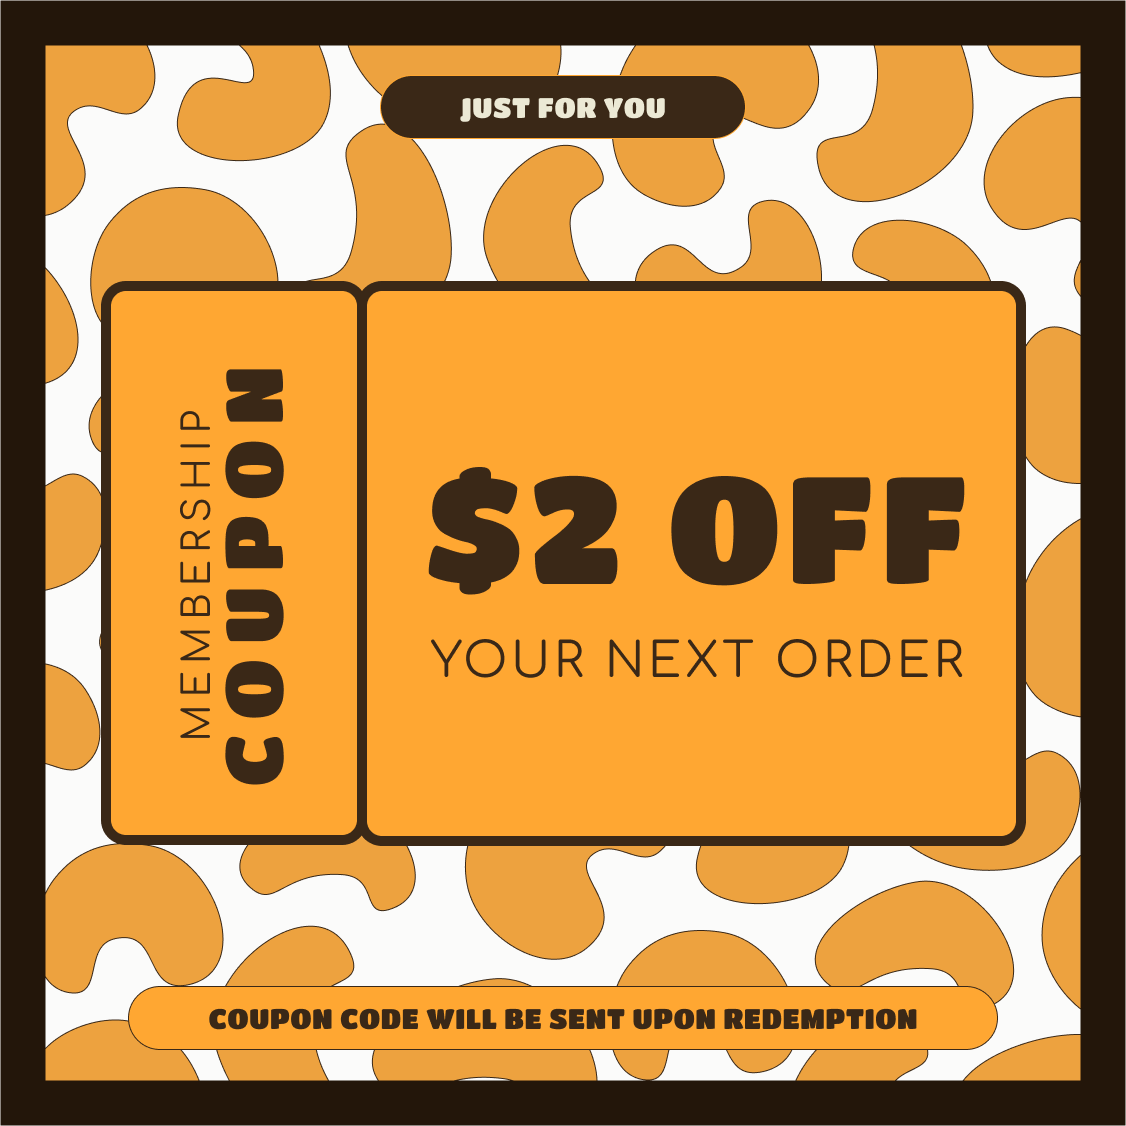 JUST FOR YOU
MEMBERSHIP
COUPON
$2 OFF
YOUR NEXT ORDER
COUPON CODE WILL BE SENT UPON REDEMPTION